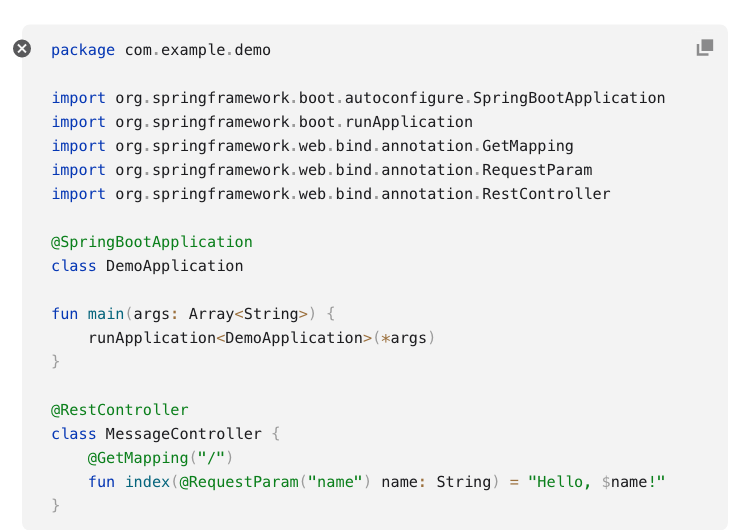 package com.example.demo
import org.springframework.boot.autoconfigure.SpringBootApplication
import org.springframework.boot.runApplication
import org.springframework.web.bind.annotation.GetMapping
import org.springframework.web.bind.annotation.RequestParam
import org.springframework.web.bind.annotation.RestController
@SpringBootApplication
class DemoApplication
fun main(args: Array<String>) {
    runApplication<DemoApplication>(*args)
}
@RestController
class MessageController {
    @GetMapping("/")
    fun index(@RequestParam("name") name: String) = "Hello, $name!"
}